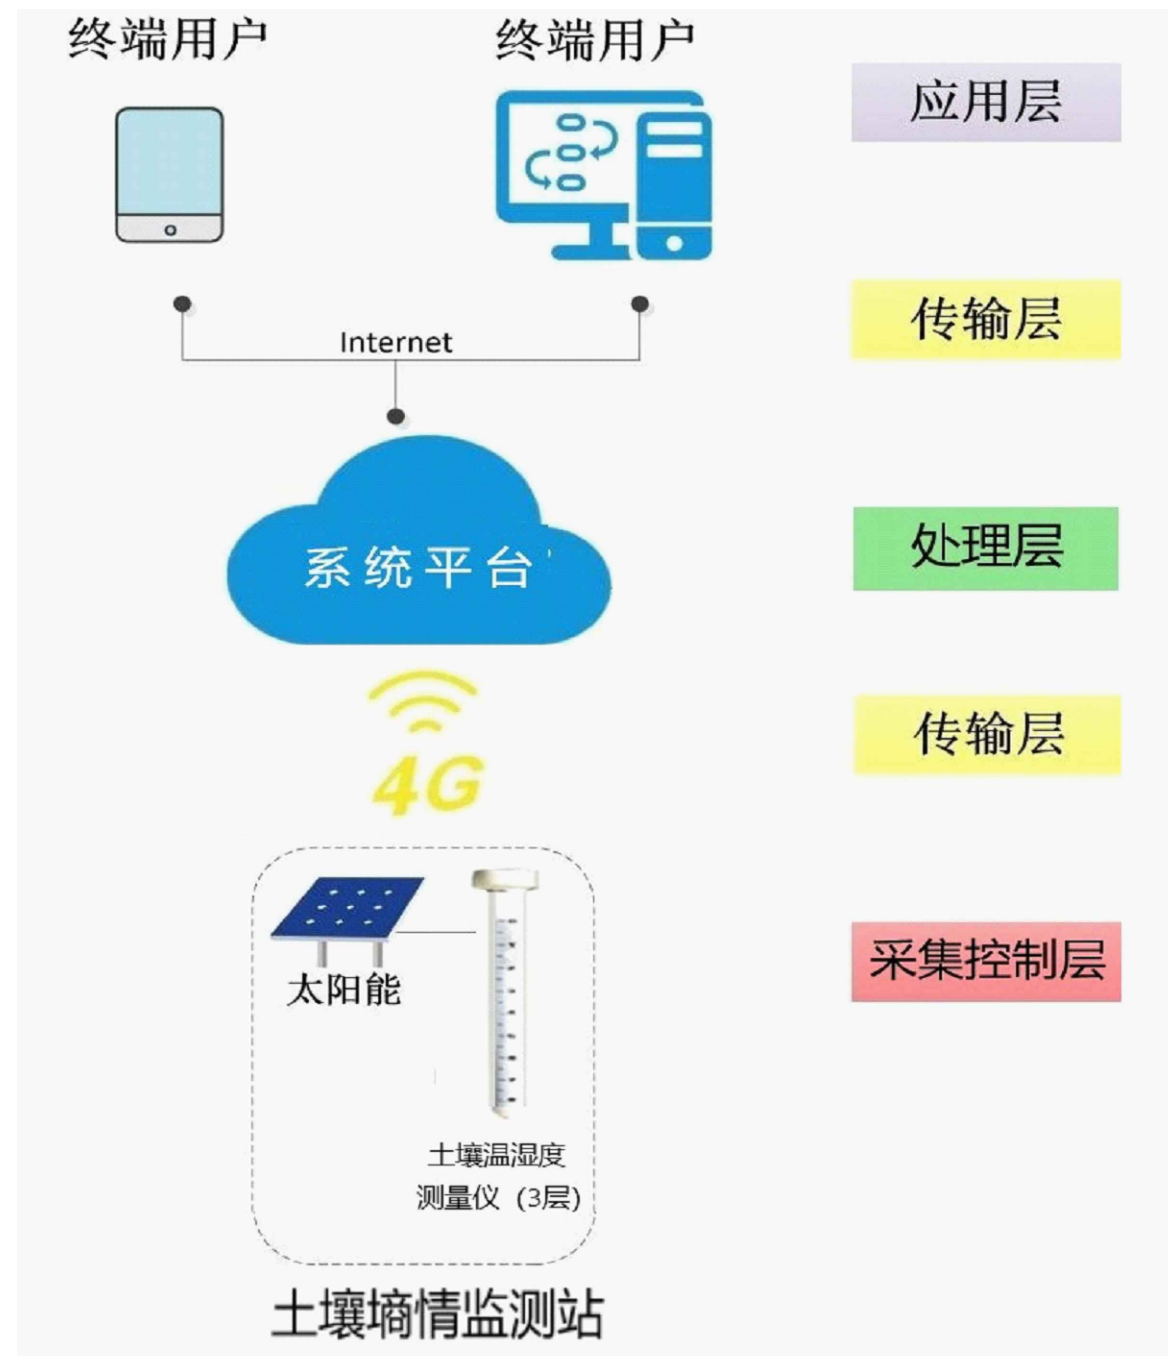 终端用户
终端用户
应用层
传输层
Internet
系统平台
处理层
4G
传输层
太阳能
采集控制层
土壤温湿度
测量仪（3层）
土壤墒情监测站